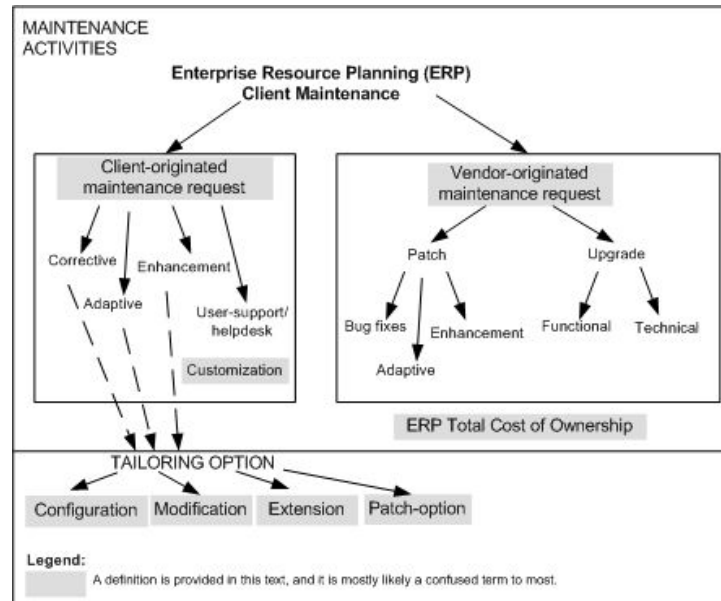 MAINTENANCE
ACTIVITIES
Enterprise Resource Planning (ERP)
Client Maintenance
Client-originated
maintenance request
Corrective
Enhancement
Adaptive
User-support/
helpdesk
Customization
Vendor-originated
maintenance request
Patch
Upgrade
Bug fixes
Enhancement
Adaptive
Functional
Technical
ERP Total Cost of Ownership
TAILORING OPTION
Configuration
Modification
Extension
Patch-option
Legend:
A definition is provided in this text, and it is mostly likely a confused term to most.